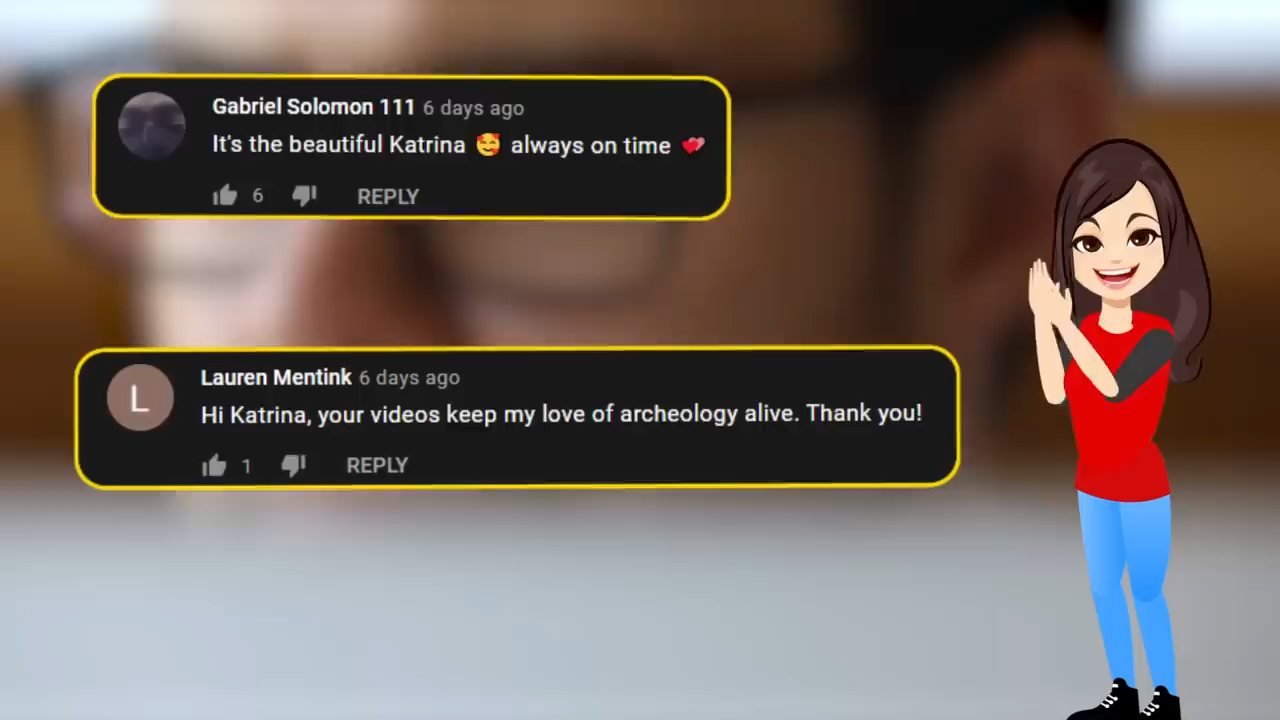 Gabriel Solomon 111 6 days ago
It's the beautiful Katrina 🥰 always on time 💕
6 REPLY
L
Lauren Mentink 6 days ago
Hi Katrina, your videos keep my love of archeology alive. Thank you!
1 REPLY